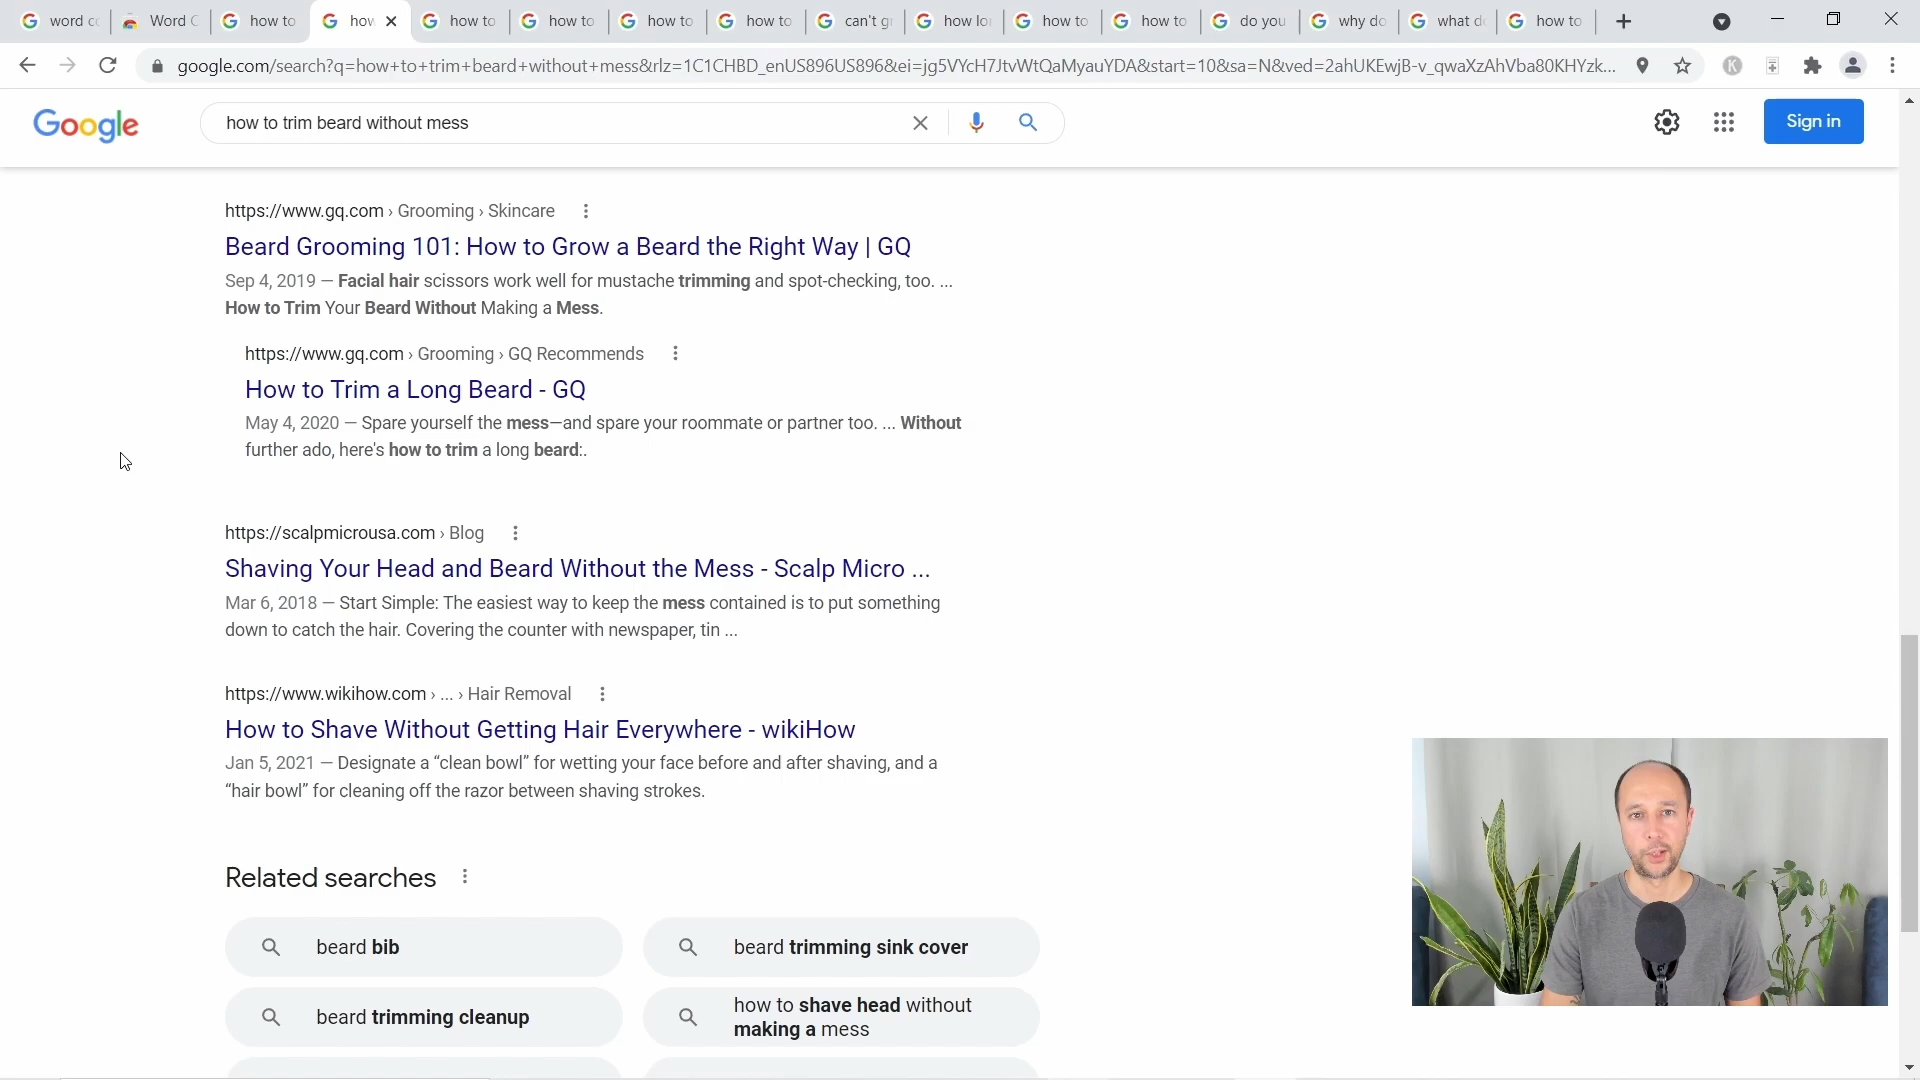 word c
Word C
how to
how
how to
how to
how to
how to
can't g
how lo
how to
how to
do you
why do
what d
how to
google.com/search?q=how+to+trim+beard+without+mess&rlz=1C1CHBD_enUS896US896&ei=jg5VYcH7JtvWtQaMyauYDA&start=10&sa=N&ved=2ahUKEwjB-v_qwaXzAhVba80KHYzk...
K
Google
how to trim beard without mess
Sign in
https://www.gq.com › Grooming › Skincare
Beard Grooming 101: How to Grow a Beard the Right Way | GQ
Sep 4, 2019 — Facial hair scissors work well for mustache trimming and spot-checking, too. ...
How to Trim Your Beard Without Making a Mess.
https://www.gq.com › Grooming › GQ Recommends
How to Trim a Long Beard - GQ
May 4, 2020 — Spare yourself the mess—and spare your roommate or partner too. ... Without
further ado, here's how to trim a long beard:.
https://scalpmicrousa.com › Blog
Shaving Your Head and Beard Without the Mess - Scalp Micro ...
Mar 6, 2018 — Start Simple: The easiest way to keep the mess contained is to put something
down to catch the hair. Covering the counter with newspaper, tin ...
https://www.wikihow.com › ... › Hair Removal
How to Shave Without Getting Hair Everywhere - wikiHow
Jan 5, 2021 — Designate a “clean bowl” for wetting your face before and after shaving, and a
“hair bowl” for cleaning off the razor between shaving strokes.
Related searches
beard bib
beard trimming sink cover
beard trimming cleanup
how to shave head without
making a mess